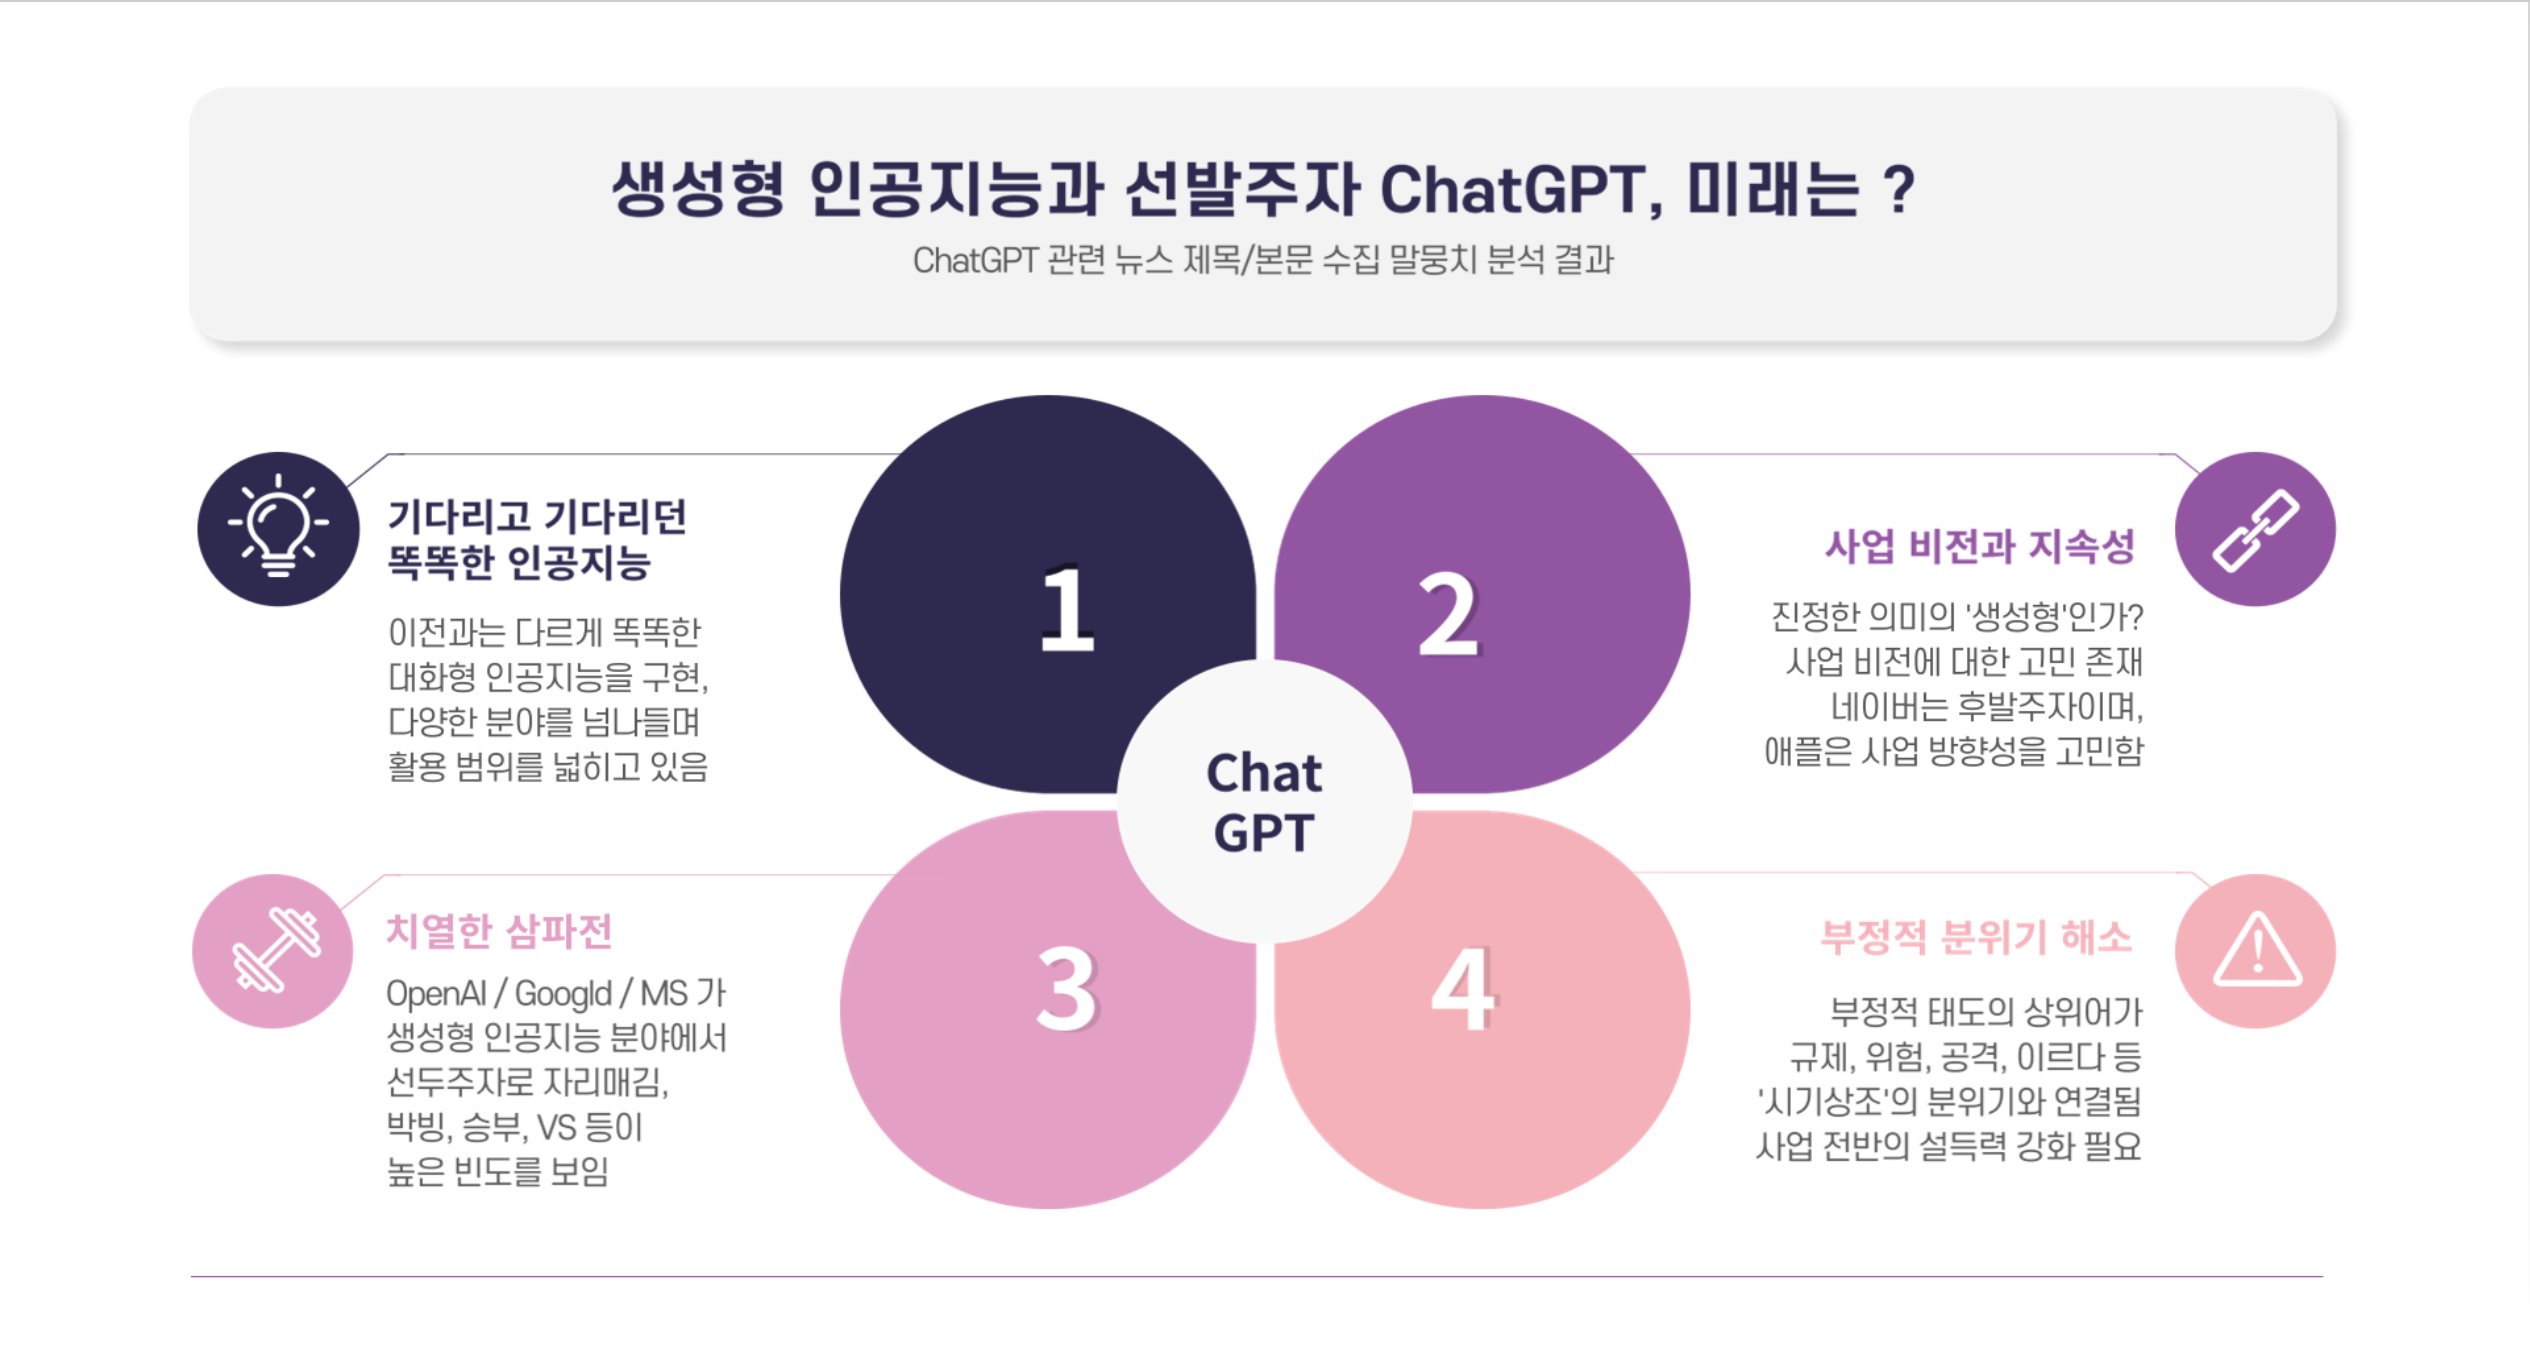 생성형 인공지능과 선발주자 ChatGPT, 미래는 ?
ChatGPT 관련 뉴스 제목/본문 수집 말뭉치 분석 결과
1
기다리고 기다리던
똑똑한 인공지능
이전과는 다르게 똑똑한
대화형 인공지능을 구현,
다양한 분야를 넘나들며
활용 범위를 넓히고 있음
2
사업 비전과 지속성
진정한 의미의 '생성형'인가?
사업 비전에 대한 고민 존재
네이버는 후발주자이며,
애플은 사업 방향성을 고민함
Chat
GPT
3
치열한 삼파전
OpenAI / Googld / MS 가
생성형 인공지능 분야에서
선두주자로 자리매김,
박빙, 승부, VS 등이
높은 빈도를 보임
4
부정적 분위기 해소
부정적 태도의 상위어가
규제, 위험, 공격, 이르다 등
'시기상조'의 분위기와 연결됨
사업 전반의 설득력 강화 필요